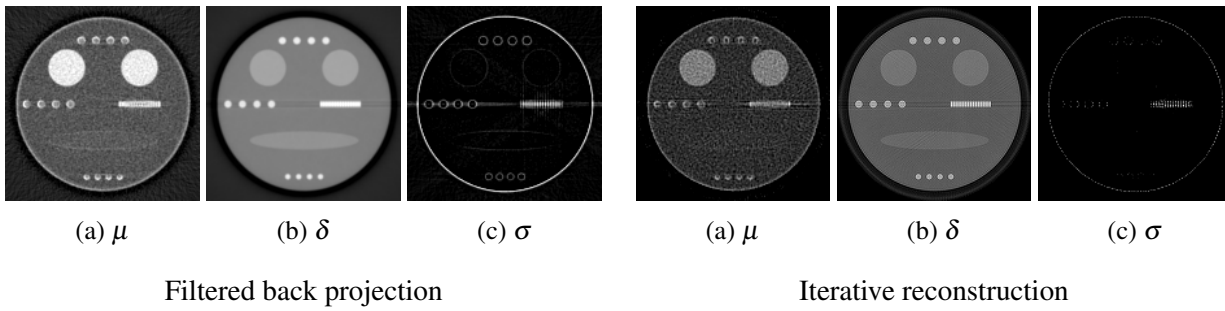 (a) μ (b) δ (c) σ (a) μ (b) δ (c) σ
Filtered back projection Iterative reconstruction